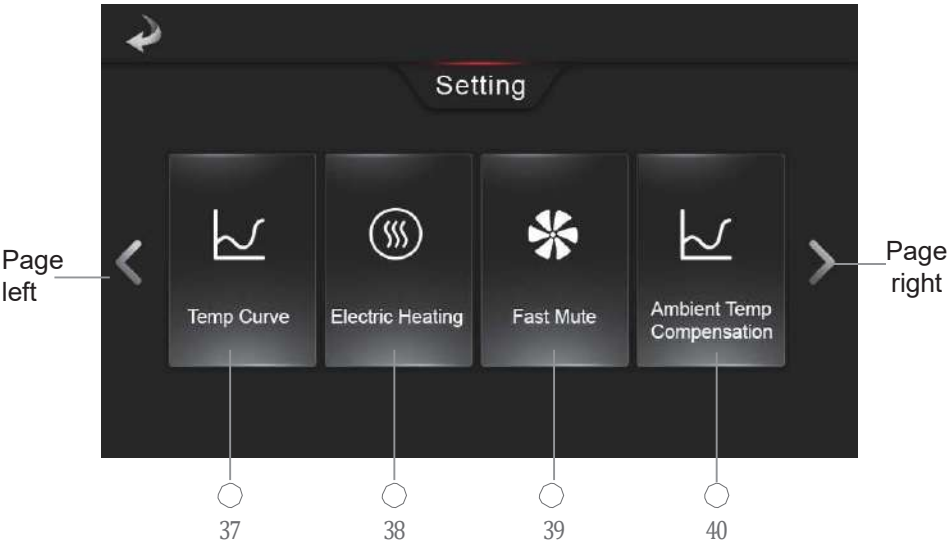 Setting
Page
left
Page
right
Temp Curve
Electric Heating
Fast Mute
Ambient Temp
Compensation
37
38
39
40